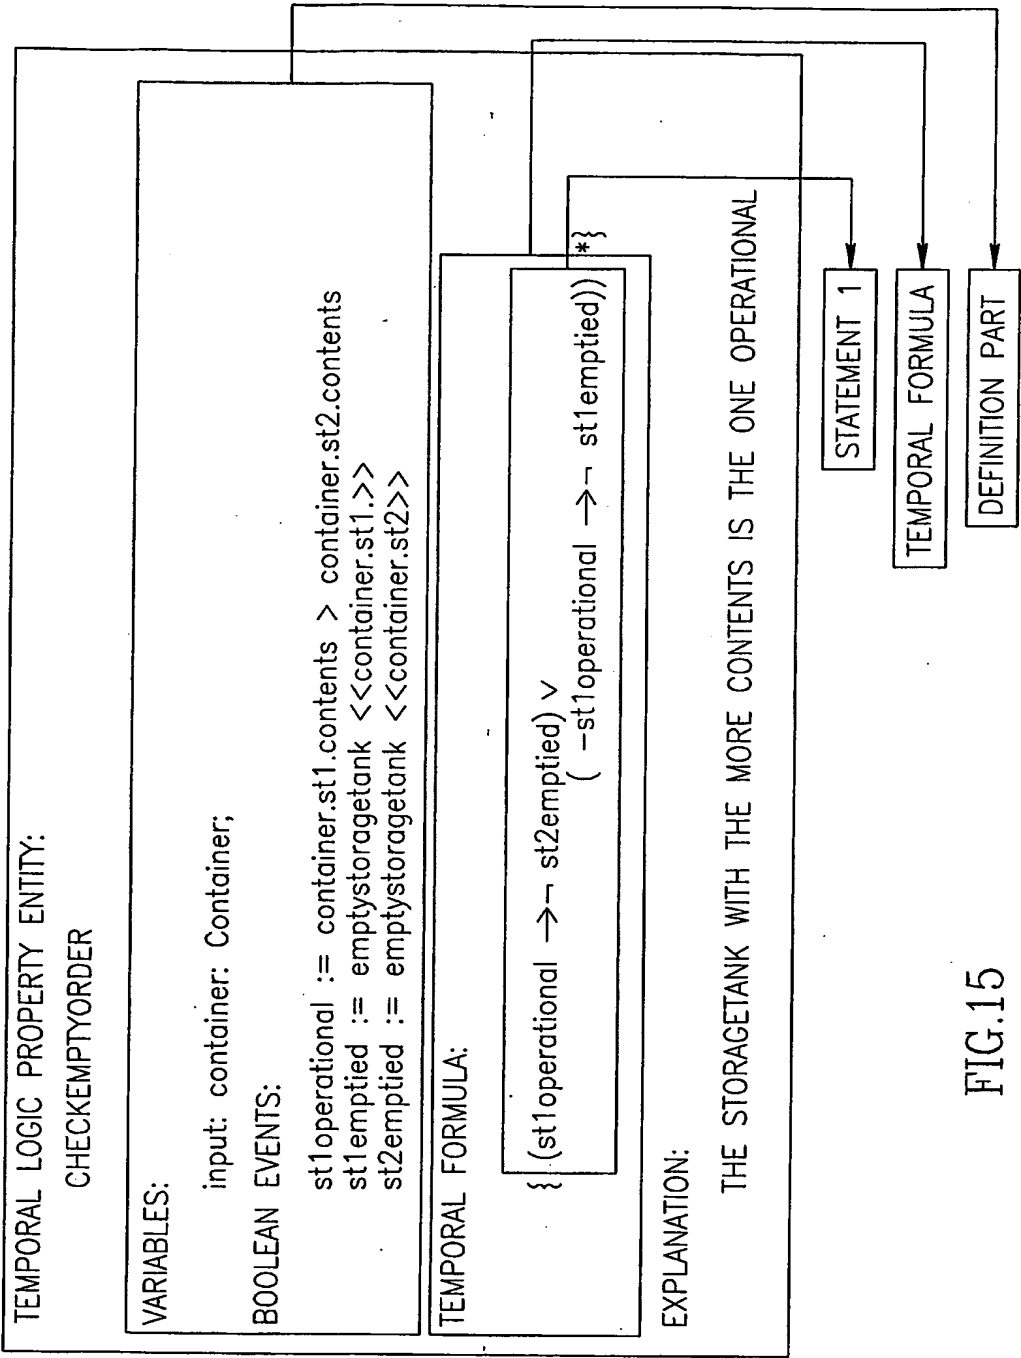 TEMPORAL LOGIC PROPERTY ENTITY:
CHECKEMPTYORDER
VARIABLES:
input: container: Container;
BOOLEAN EVENTS:
st1operational := container.st1.contents > container.st2.contents
st1emptied := emptystoragetank <<container.st1.>>
st2emptied := emptystoragetank <<container.st2>>
TEMPORAL FORMULA:
{ (st1operational →¬ st2emptied) ∨
( −st1operational →¬ st1emptied)) *}
EXPLANATION:
THE STORAGETANK WITH THE MORE CONTENTS IS THE ONE OPERATIONAL
STATEMENT 1
TEMPORAL FORMULA
DEFINITION PART
FIG.15